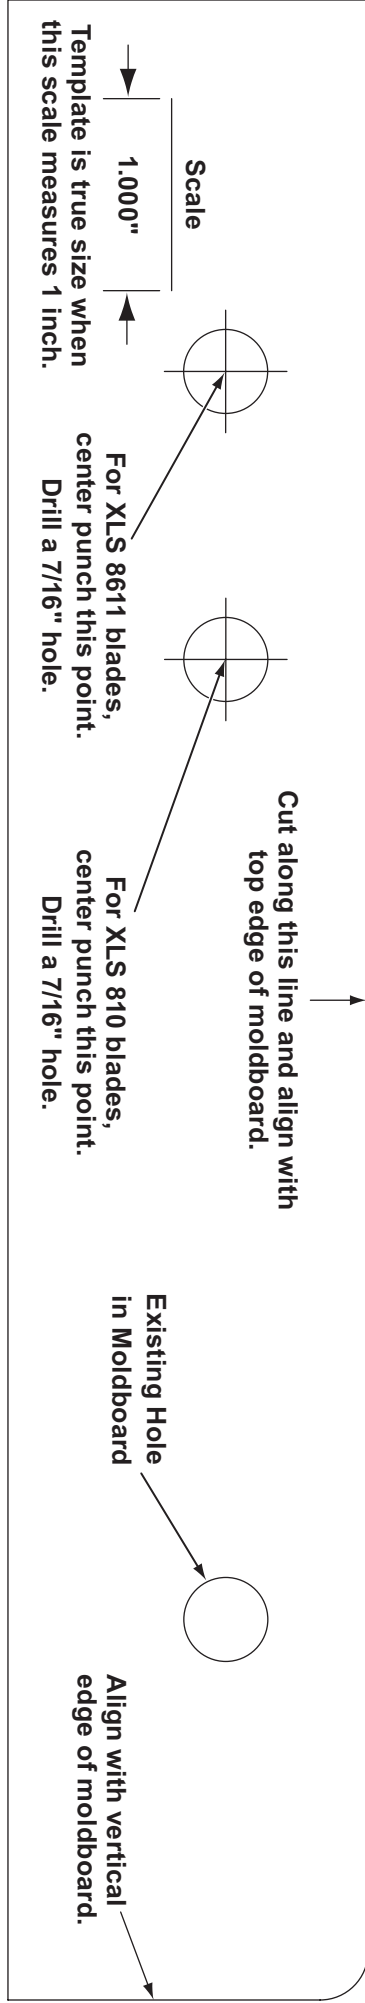 Scale
1.000"
Template is true size when
this scale measures 1 inch.
For XLS 8611 blades,
center punch this point.
Drill a 7/16" hole.
For XLS 810 blades,
center punch this point.
Drill a 7/16" hole.
Cut along this line and align with
top edge of moldboard.
Existing Hole
in Moldboard
Align with vertical
edge of moldboard.